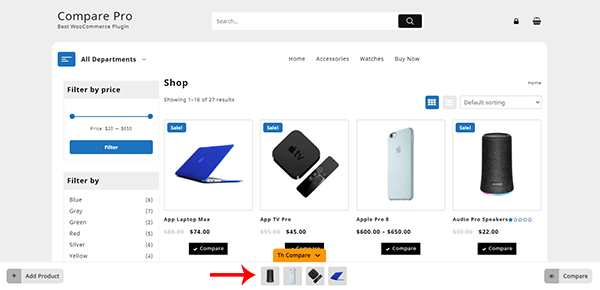 Compare Pro
Best WooCommerce Plugin
Search...
All Departments
Home Accessories Watches Buy Now
Filter by price
Price: $20 — $650
Filter
Filter by
Blue (6)
Gray (7)
Green (2)
Red (5)
Silver (6)
Yellow (4)
Shop
Home
Showing 1–16 of 27 results
Default sorting
Sale!
App Laptop Max
$88.00 $74.00
Compare
Sale!
tv
App TV Pro
$55.00 $45.00
Compare
Apple Pro 8
$600.00 – $650.00
Compare
Sale!
Audio Pro Speakers
$33.00 $22.00
Compare
Th Compare
+ Add Product
Compare